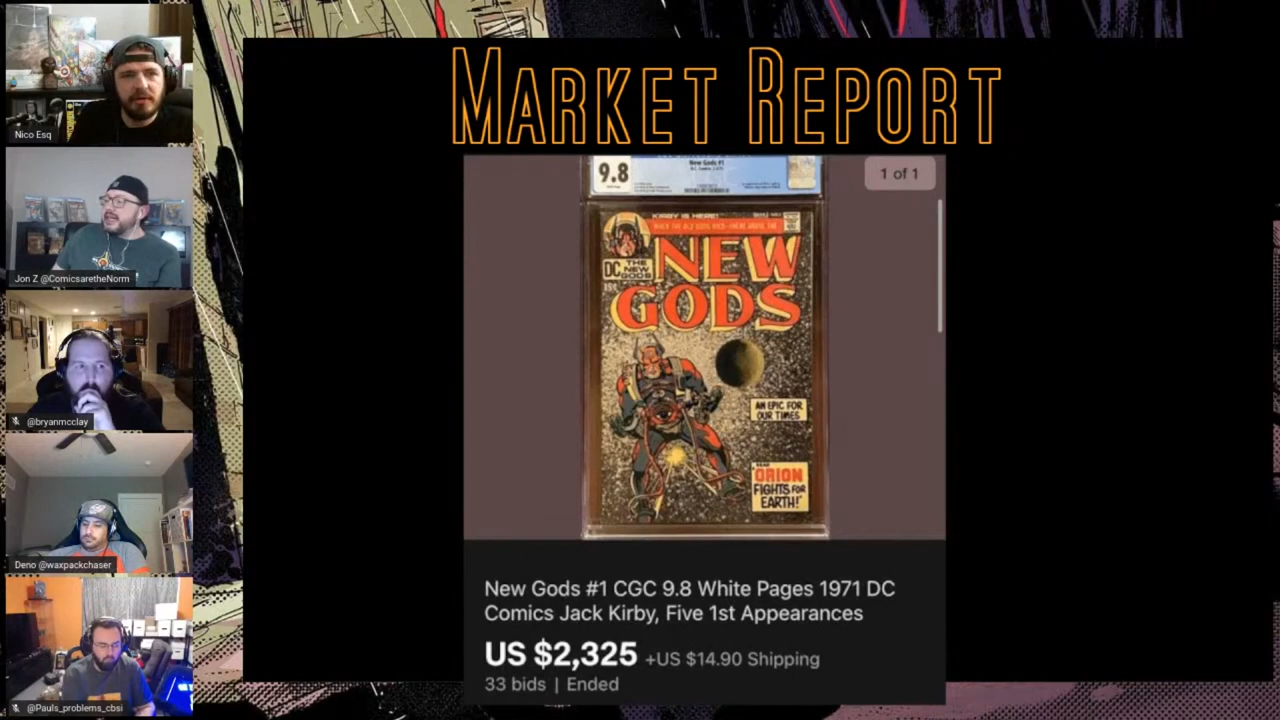 Nico Esq
Jon Z @ComicsaretheNorm
@bryanmcclay
Deno @waxpackchaser
@Pauls_problems_cbsi
MARKET REPORT
9.8
New Gods #1
1 of 1
KIRBY IS HERE!
DC
THE
NEW
GODS
15¢
NEW
GODS
AN EPIC FOR
OUR TIMES
ORION
FIGHTS FOR
EARTH!
New Gods #1 CGC 9.8 White Pages 1971 DC
Comics Jack Kirby, Five 1st Appearances
US $2,325 +US $14.90 Shipping
33 bids | Ended